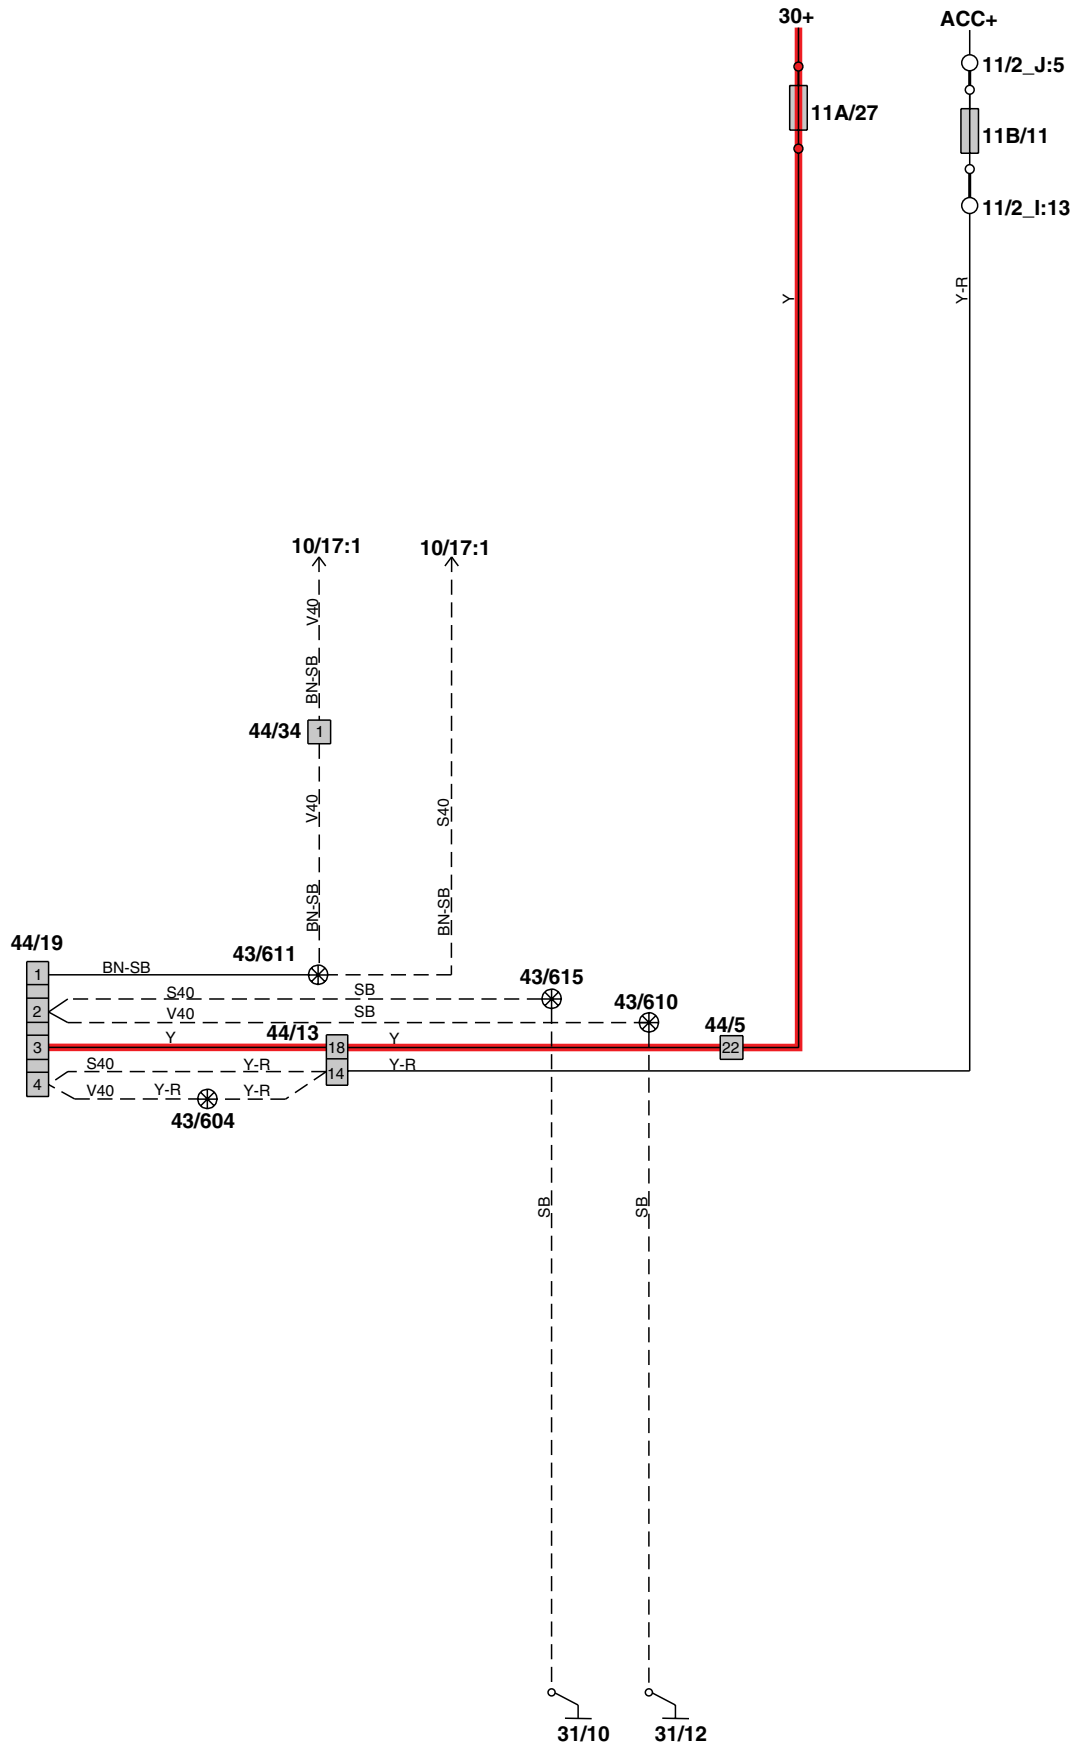 30+
ACC+
11/2_J:5
11A/27
11B/11
11/2_I:13
Y-R
Y
10/17:1
10/17:1
V40
BN-SB
44/34
1
V40
S40
BN-SB
BN-SB
44/19
43/611
1
BN-SB
43/615
S40
SB
2
43/610
V40
SB
44/13
44/5
Y
Y
3
18
22
S40
Y-R
Y-R
14
4
V40
Y-R
Y-R
43/604
SB
SB
31/10
31/12